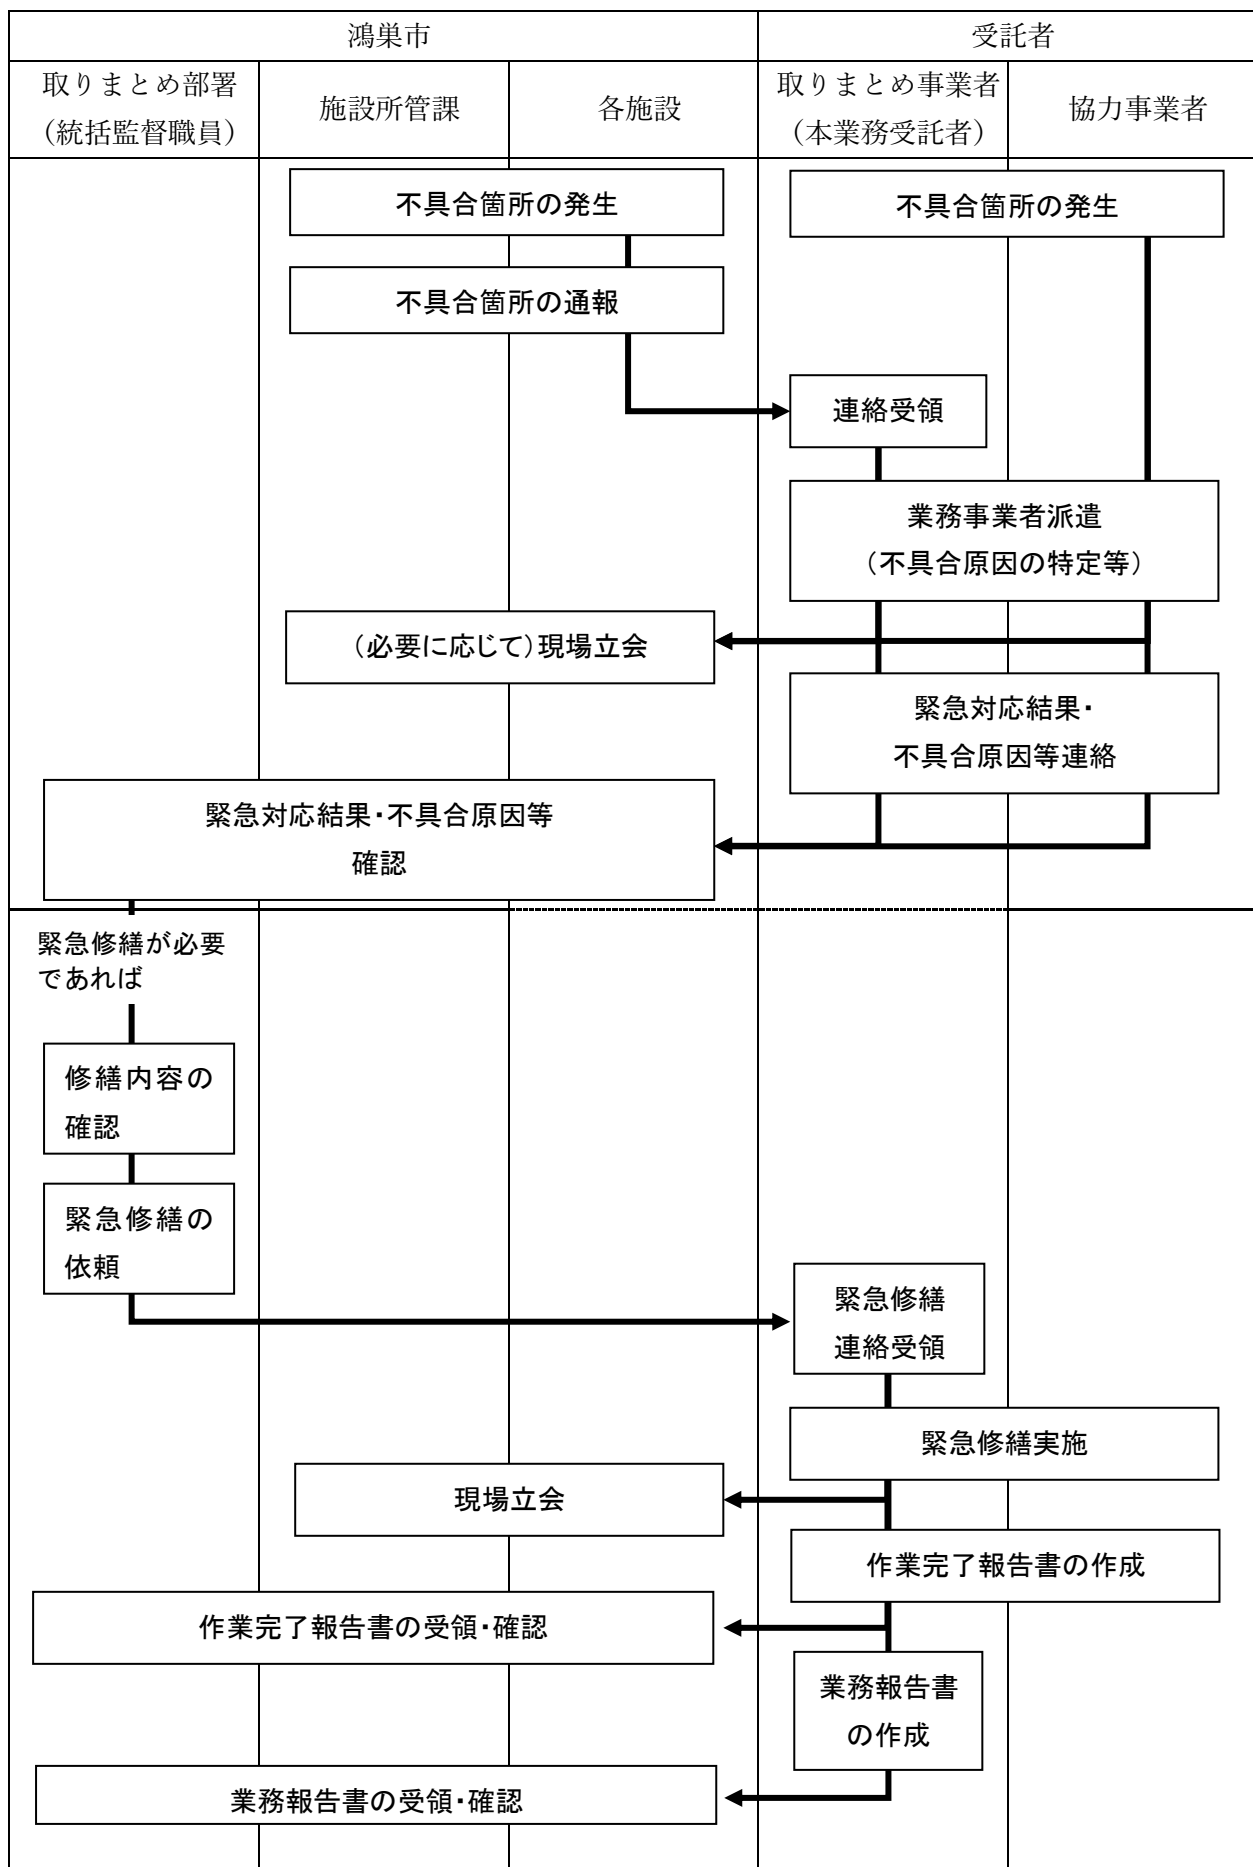 鴻巣市
受託者
取りまとめ部署
（統括監督職員）
施設所管課
各施設
取りまとめ事業者
（本業務受託者）
協力事業者
不具合箇所の発生
不具合箇所の発生
不具合箇所の通報
連絡受領
業務事業者派遣
（不具合原因の特定等）
（必要に応じて）現場立会
緊急対応結果・
不具合原因等連絡
緊急対応結果・不具合原因等
確認
緊急修繕が必要
であれば
修繕内容の
確認
緊急修繕の
依頼
緊急修繕
連絡受領
緊急修繕実施
現場立会
作業完了報告書の作成
作業完了報告書の受領・確認
業務報告書
の作成
業務報告書の受領・確認